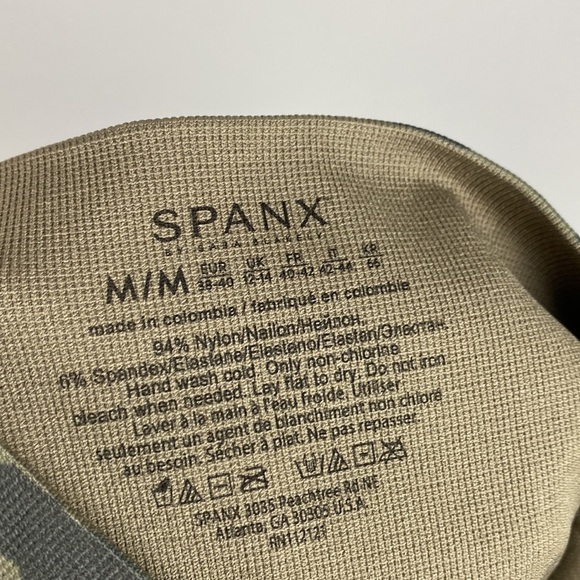 SPANX
BY SARA BLAKELY
M/M EUR 38-40 UK 12-14 FR 40-42 IT 42-44 KR 66
made in colombia / fabriqué en colombie
94% Nylon/Nailon/Нейлон.
6% Spandex/Elastane/Elastano/Elastan/Эластан.
Hand wash cold. Only non-chlorine
bleach when needed. Lay flat to dry. Do not iron
Laver à la main à l'eau froide. Utiliser
seulement un agent de blanchiment non chloré
au besoin. Sécher à plat. Ne pas repasser.
SPANX 3035 Peachtree Rd NE
Atlanta, GA 30305 U.S.A.